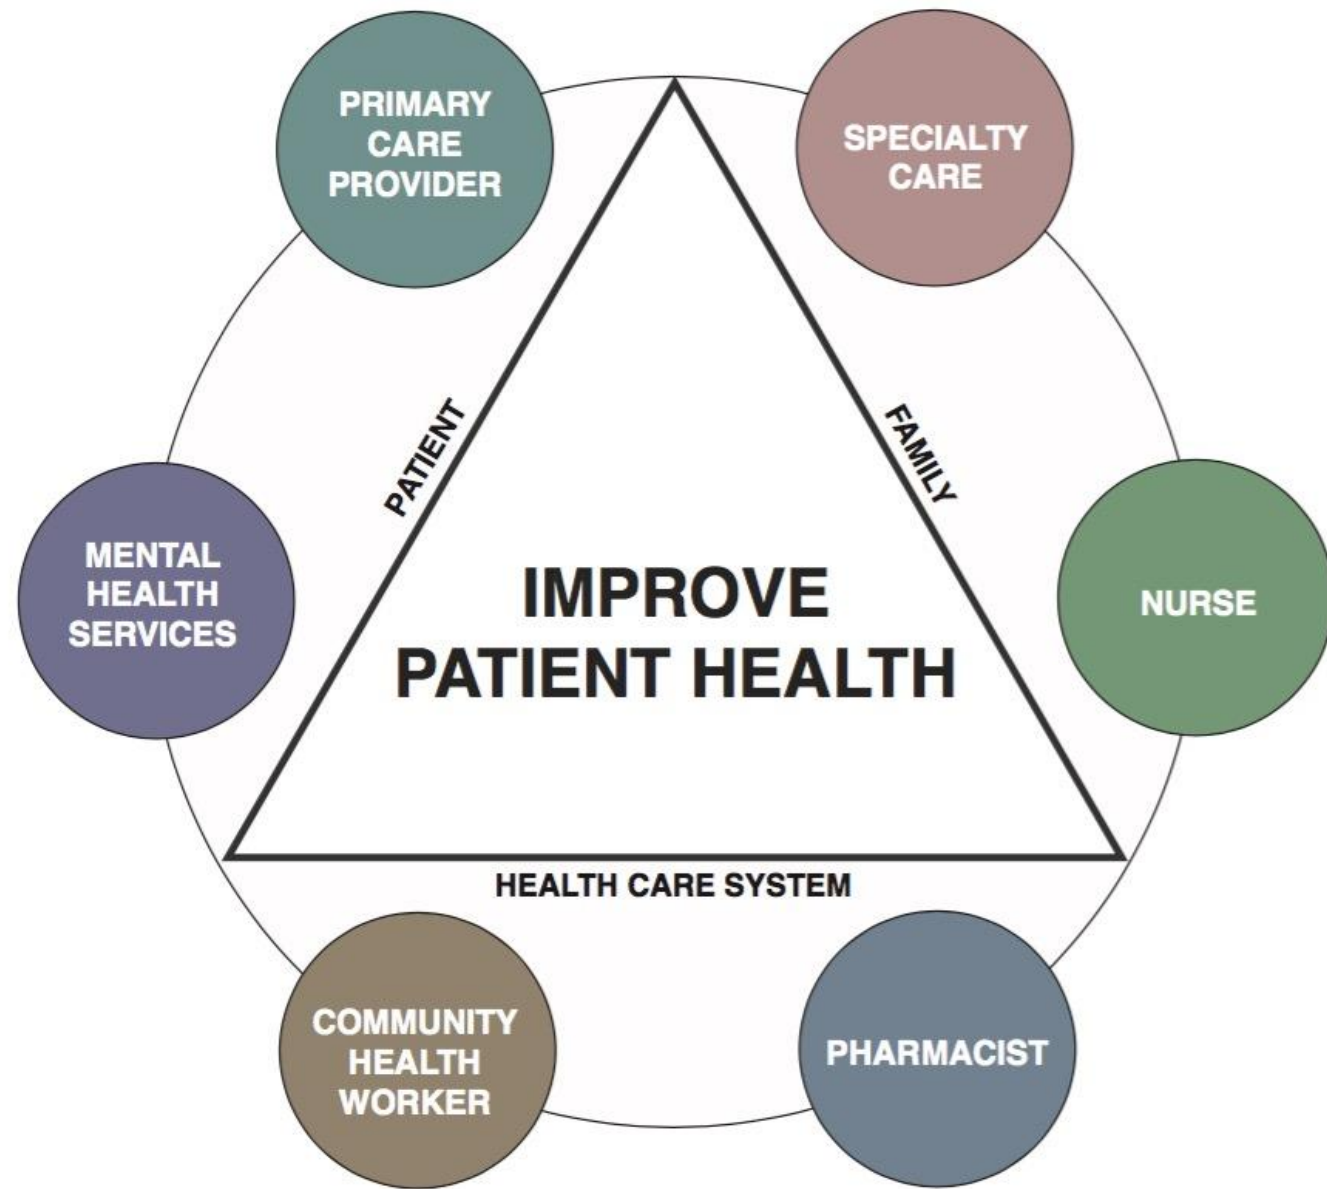 PRIMARY
CARE
PROVIDER
SPECIALTY
CARE
PATIENT
FAMILY
MENTAL
HEALTH
SERVICES
IMPROVE
PATIENT HEALTH
NURSE
HEALTH CARE SYSTEM
COMMUNITY
HEALTH
WORKER
PHARMACIST